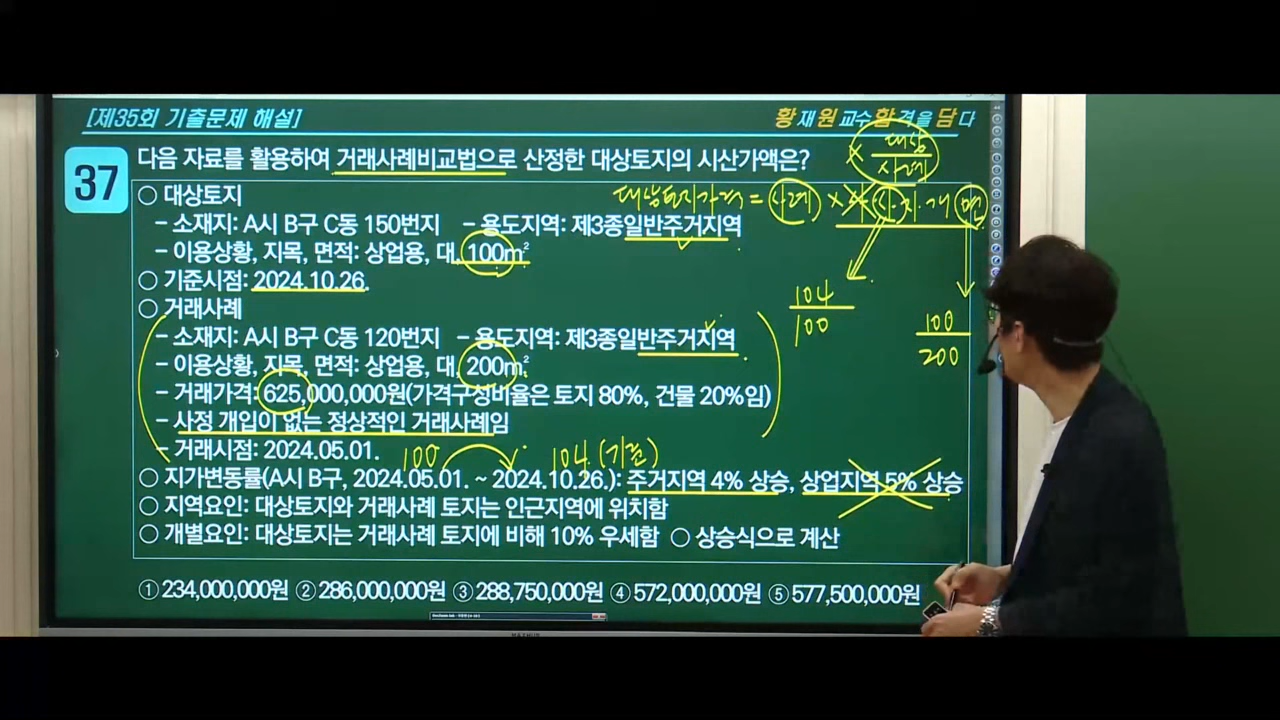 [제35회 기출문제 해설]
황재원 교수 합격을 담다
37
다음 자료를 활용하여 거래사례비교법으로 산정한 대상토지의 시산가액은?
× 대상/사례
○ 대상토지
대상토지가격 = 사례 ×
시·지·개 면
- 소재지: A시 B구 C동 150번지 - 용도지역: 제3종일반주거지역
- 이용상황, 지목, 면적: 상업용, 대, 100m²
○ 기준시점: 2024.10.26.
104/100
100/200
○ 거래사례
- 소재지: A시 B구 C동 120번지 - 용도지역: 제3종일반주거지역
- 이용상황, 지목, 면적: 상업용, 대, 200m²
- 거래가격: 625,000,000원(가격구성비율은 토지 80%, 건물 20%임)
- 사정 개입이 없는 정상적인 거래사례임
- 거래시점: 2024.05.01.
100 104 (기준)
○ 지가변동률(A시 B구, 2024.05.01. ~ 2024.10.26.): 주거지역 4% 상승, 상업지역 5% 상승
○ 지역요인: 대상토지와 거래사례 토지는 인근지역에 위치함
○ 개별요인: 대상토지는 거래사례 토지에 비해 10% 우세함 ○ 상승식으로 계산
① 234,000,000원 ② 286,000,000원 ③ 288,750,000원 ④ 572,000,000원 ⑤ 577,500,000원